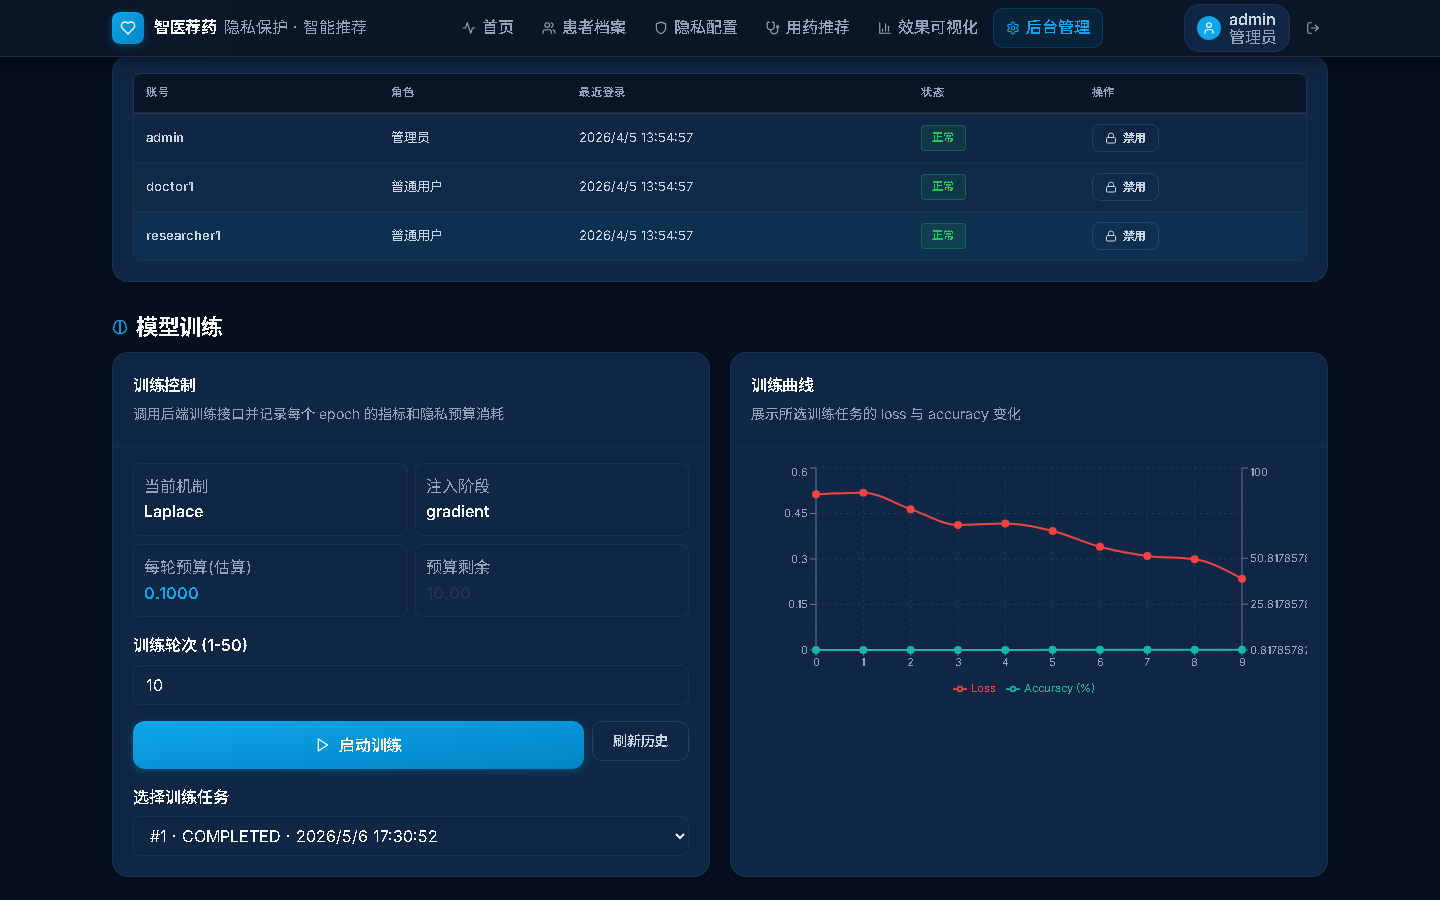 智医荐药 隐私保护 · 智能推荐 首页 患者档案 隐私配置 用药推荐 效果可视化 后台管理 admin 管理员
账号 角色 最近登录 状态 操作
admin 管理员 2026/4/5 13:54:57 正常 禁用
doctor1 普通用户 2026/4/5 13:54:57 正常 禁用
researcher1 普通用户 2026/4/5 13:54:57 正常 禁用
模型训练
训练控制
调用后端训练接口并记录每个 epoch 的指标和隐私预算消耗
当前机制
Laplace
注入阶段
gradient
每轮预算(估算)
0.1000
预算剩余
10.00
训练轮次 (1-50)
10
启动训练
刷新历史
选择训练任务
#1 · COMPLETED · 2026/5/6 17:30:52
训练曲线
展示所选训练任务的 loss 与 accuracy 变化
0.6 100
0.45
0.3 50.8178578
0.15 25.8178578
0 0.8178578
0 1 2 3 4 5 6 7 8 9
Loss Accuracy (%)